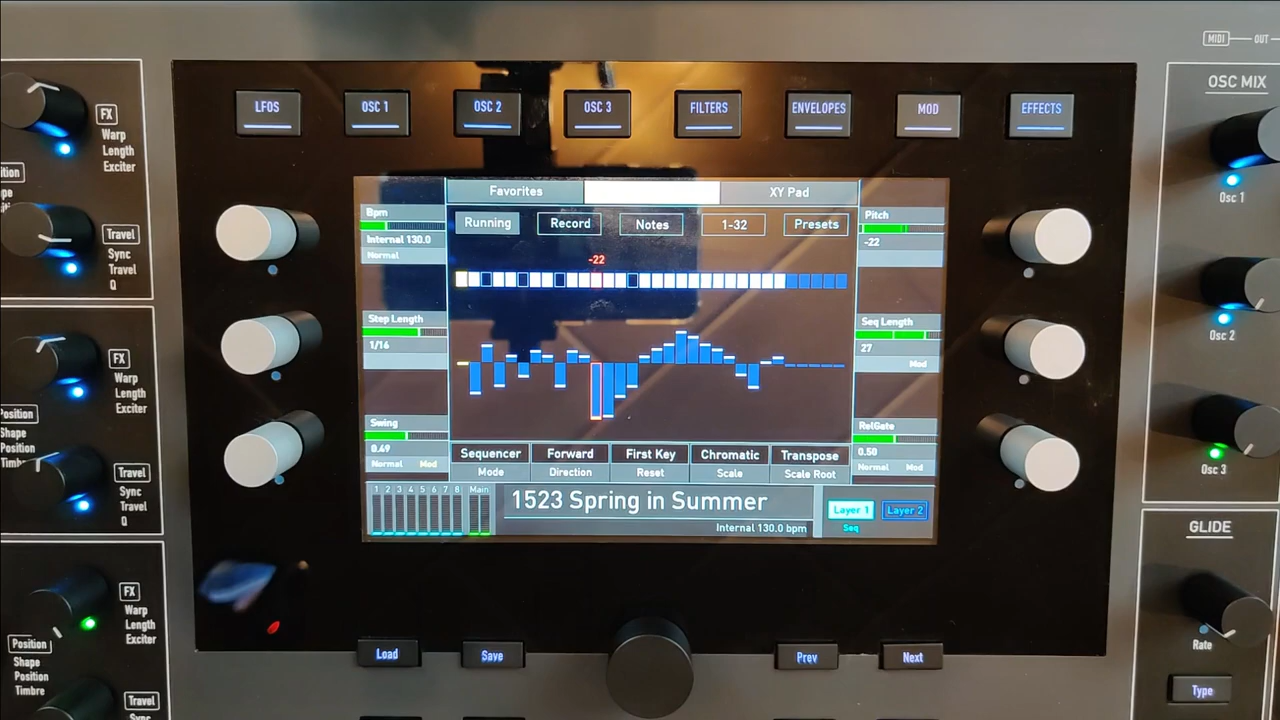 MIDI OUT
OSC MIX
LFOS
OSC 1
OSC 2
OSC 3
FILTERS
ENVELOPES
MOD
EFFECTS
FX
Warp
Length
Exciter
Travel
Sync
Travel
Q
Osc 1
Osc 2
Osc 3
Favorites
XY Pad
Bpm
Internal 130.0
Normal
Running
Record
Notes
1-32
Presets
Pitch
-22
-22
Step Length
1/16
Seq Length
27
Mod
Swing
0.49
Normal Mod
RelGate
0.50
Normal Mod
Sequencer
Forward
First Key
Chromatic
Transpose
Mode
Direction
Reset
Scale
Scale Root
1 2 3 4 5 6 7 8 Main
1523 Spring in Summer
Internal 130.0 bpm
Layer 1
Layer 2
Seq
FX
Warp
Length
Exciter
Position
Shape
Position
Travel
Sync
Travel
Q
FX
Warp
Length
Exciter
Position
Shape
Position
Timbre
Travel
Load
Save
Prev
Next
GLIDE
Rate
Type